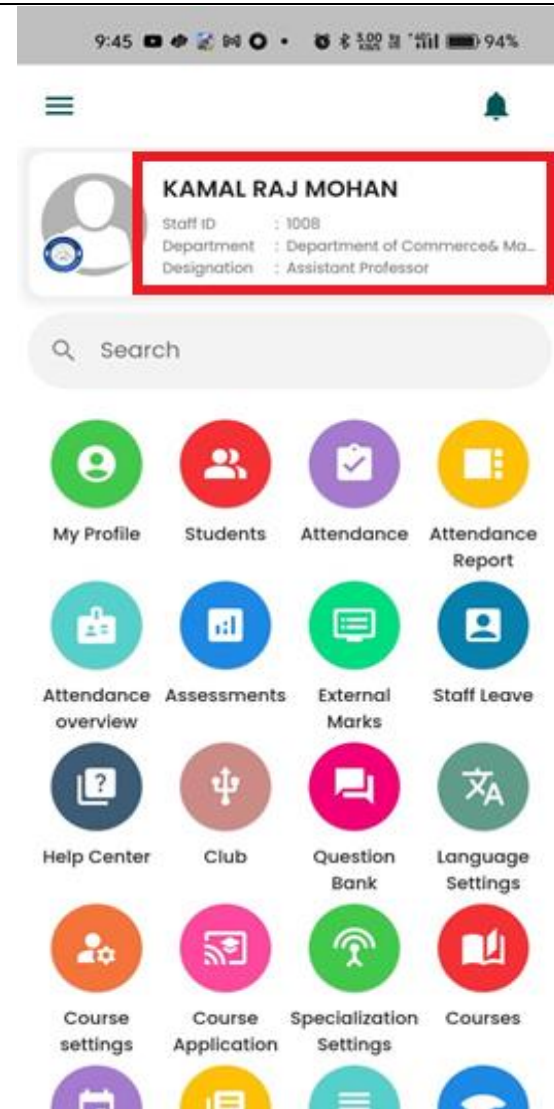 9:45 94%
KAMAL RAJ MOHAN
Staff ID : 1008
Department : Department of Commerce& Ma...
Designation : Assistant Professor
Search
My Profile Students Attendance Attendance
Report
Attendance Assessments External Staff Leave
overview Marks
Help Center Club Question Language
Bank Settings
Course Course Specialization Courses
settings Application Settings